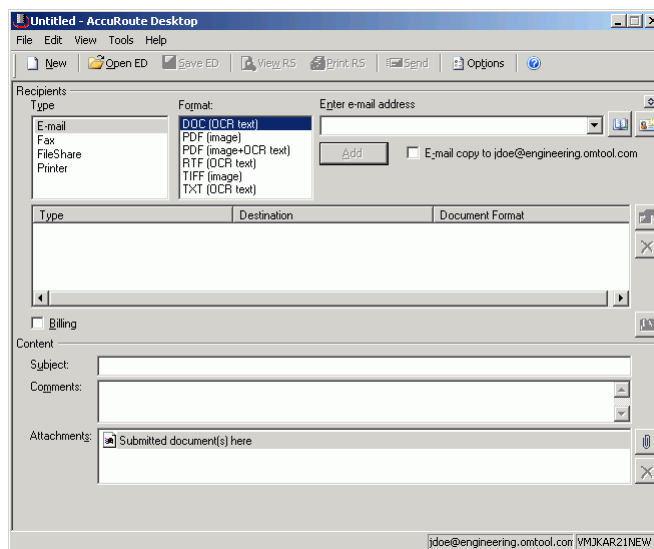 Untitled - AccuRoute Desktop
File Edit View Tools Help
New Open ED Save ED View RS Print RS Send Options
Recipients
Type Format: Enter e-mail address
E-mail
Fax
FileShare
Printer
DOC (OCR text)
PDF (image)
PDF (image+OCR text)
RTF (OCR text)
TIFF (image)
TXT (OCR text)
Add E-mail copy to jdoe@engineering.omtool.com
Type Destination Document Format
Billing
Content
Subject:
Comments:
Attachments: Submitted document(s) here
jdoe@engineering.omtool.com VMJKAR21NEW